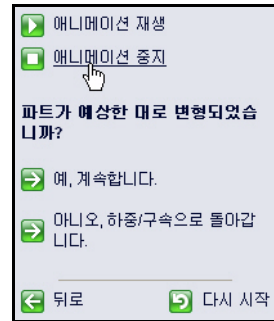 애니메이션 재생
애니메이션 중지
파트가 예상한 대로 변형되었습
니까?
예, 계속합니다.
아니오, 하중/구속으로 돌아갑
니다.
뒤로
다시 시작